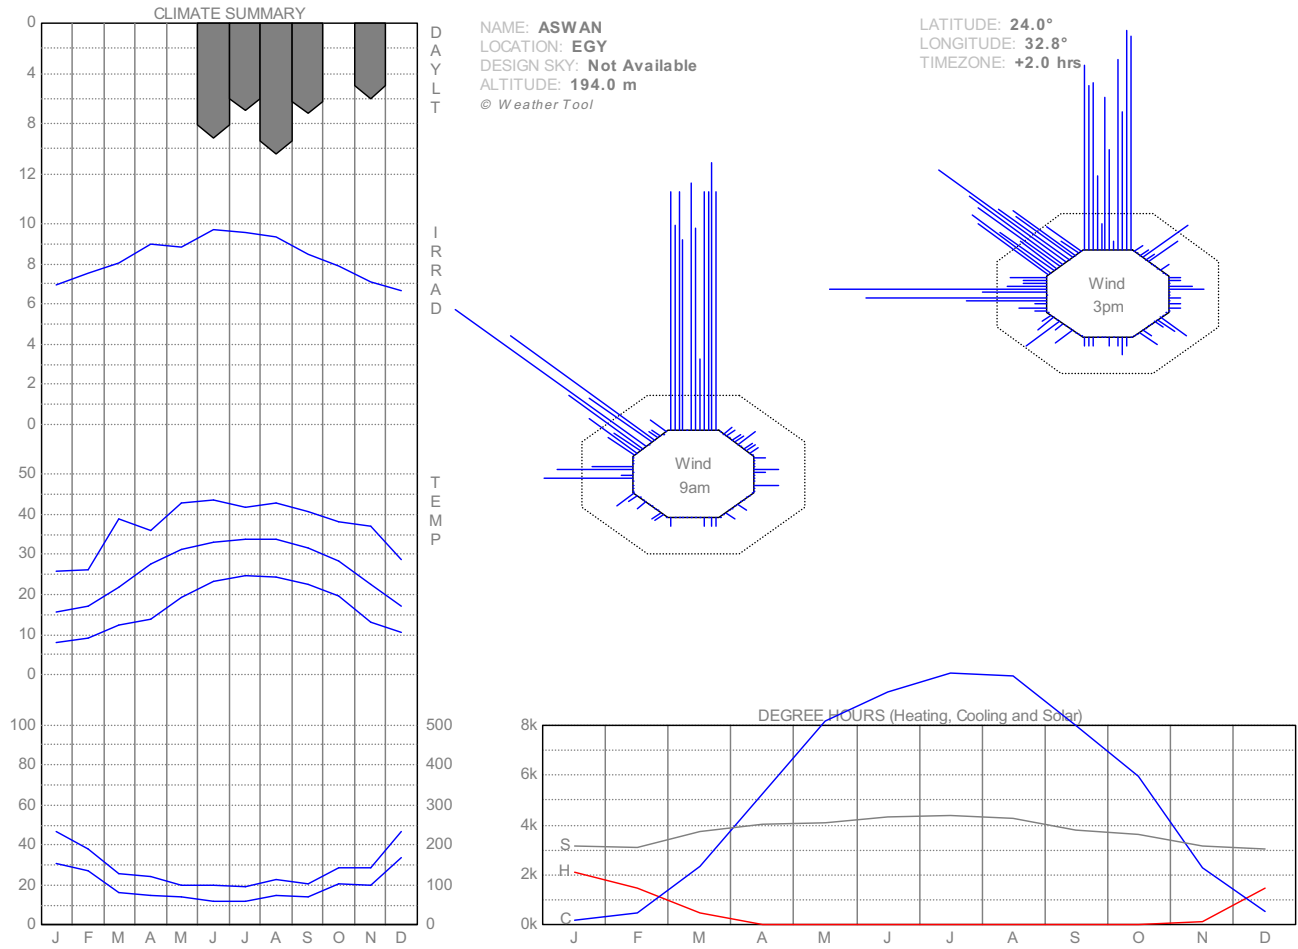 CLIMATE SUMMARY
0
4
8
12
DAYLT
10
8
6
4
2
0
IRRAD
50
40
30
20
10
0
TEMP
100
80
60
40
20
0
500
400
300
200
100
0
J F M A M J J A S O N D
NAME: ASWAN
LOCATION: EGY
DESIGN SKY: Not Available
ALTITUDE: 194.0 m
© Weather Tool
LATITUDE: 24.0°
LONGITUDE: 32.8°
TIMEZONE: +2.0 hrs
Wind
9am
Wind
3pm
DEGREE HOURS (Heating, Cooling and Solar)
8k
6k
4k
2k
0k
S
H
C
J F M A M J J A S O N D